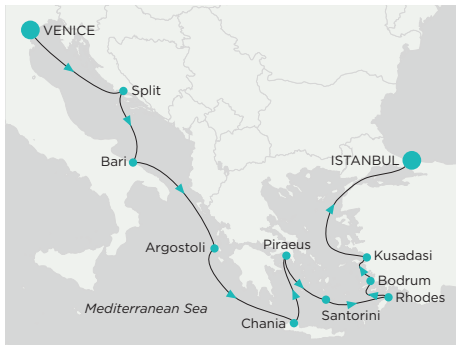 VENICE
Split
Bari
ISTANBUL
Argostoli
Piraeus
Kusadasi
Bodrum
Rhodes
Mediterranean Sea
Santorini
Chania